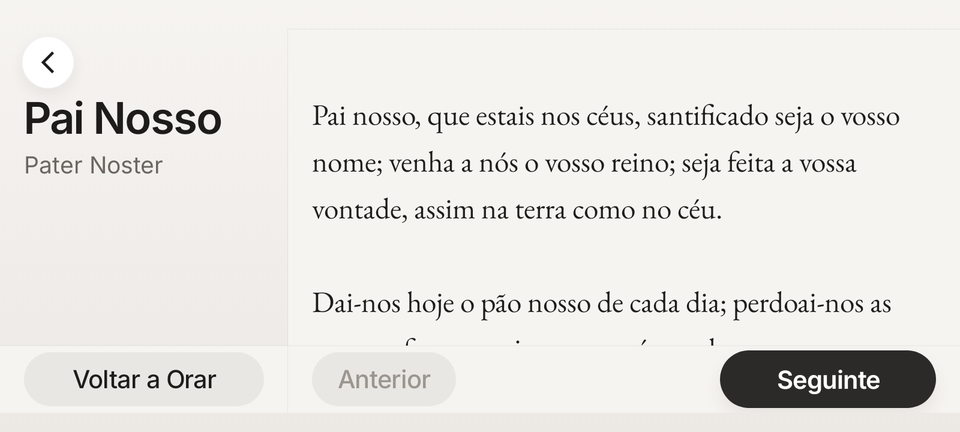 Pai Nosso
Pater Noster
Pai nosso, que estais nos céus, santificado seja o vosso
nome; venha a nós o vosso reino; seja feita a vossa
vontade, assim na terra como no céu.
Dai-nos hoje o pão nosso de cada dia; perdoai-nos as
Voltar a Orar
Anterior
Seguinte